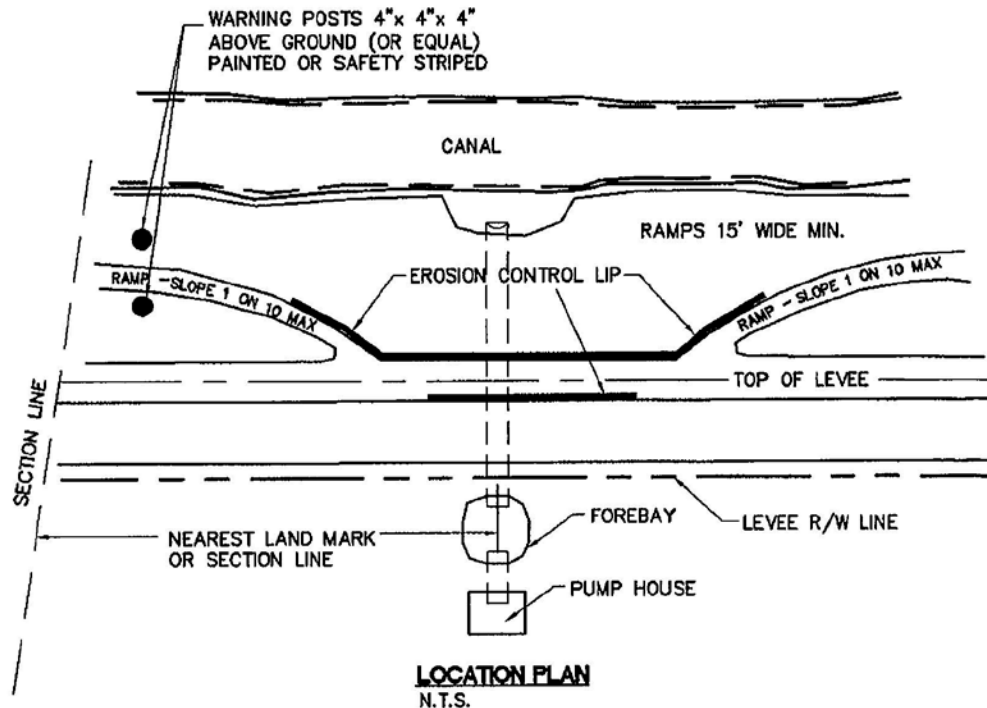 WARNING POSTS 4"x 4"x 4"
ABOVE GROUND (OR EQUAL)
PAINTED OR SAFETY STRIPED
CANAL
RAMPS 15' WIDE MIN.
EROSION CONTROL LIP
RAMP - SLOPE 1 ON 10 MAX
RAMP - SLOPE 1 ON 10 MAX
TOP OF LEVEE
SECTION LINE
NEAREST LAND MARK
OR SECTION LINE
FOREBAY
LEVEE R/W LINE
PUMP HOUSE
LOCATION PLAN
N.T.S.